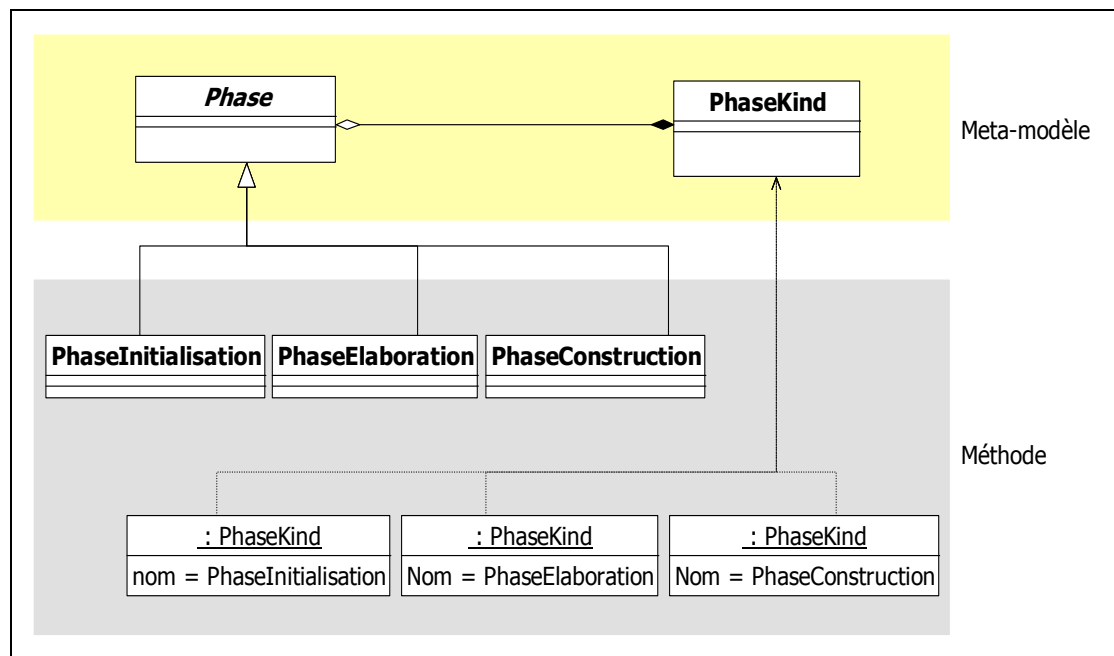 Phase
PhaseKind
Meta-modèle
PhaseInitialisation
PhaseElaboration
PhaseConstruction
Méthode
: PhaseKind
nom = PhaseInitialisation
: PhaseKind
Nom = PhaseElaboration
: PhaseKind
Nom = PhaseConstruction